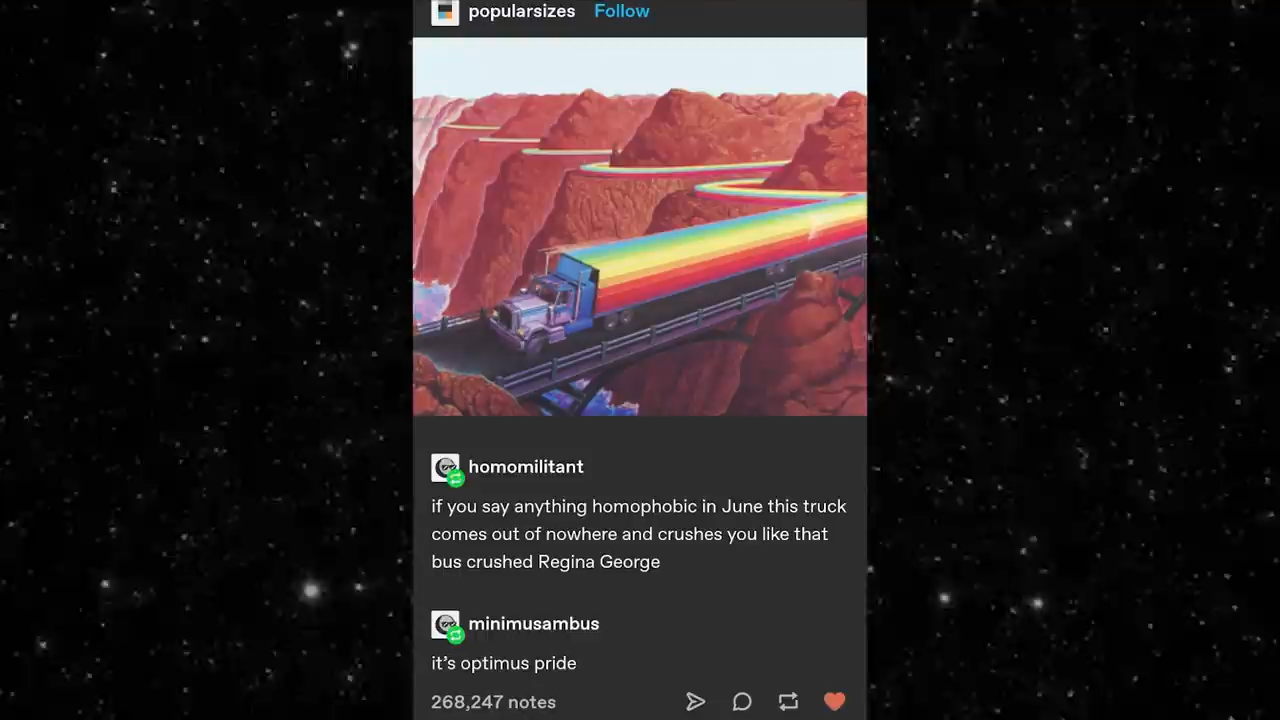 popularsizes Follow
homomilitant
if you say anything homophobic in June this truck
comes out of nowhere and crushes you like that
bus crushed Regina George
minimusambus
it’s optimus pride
268,247 notes